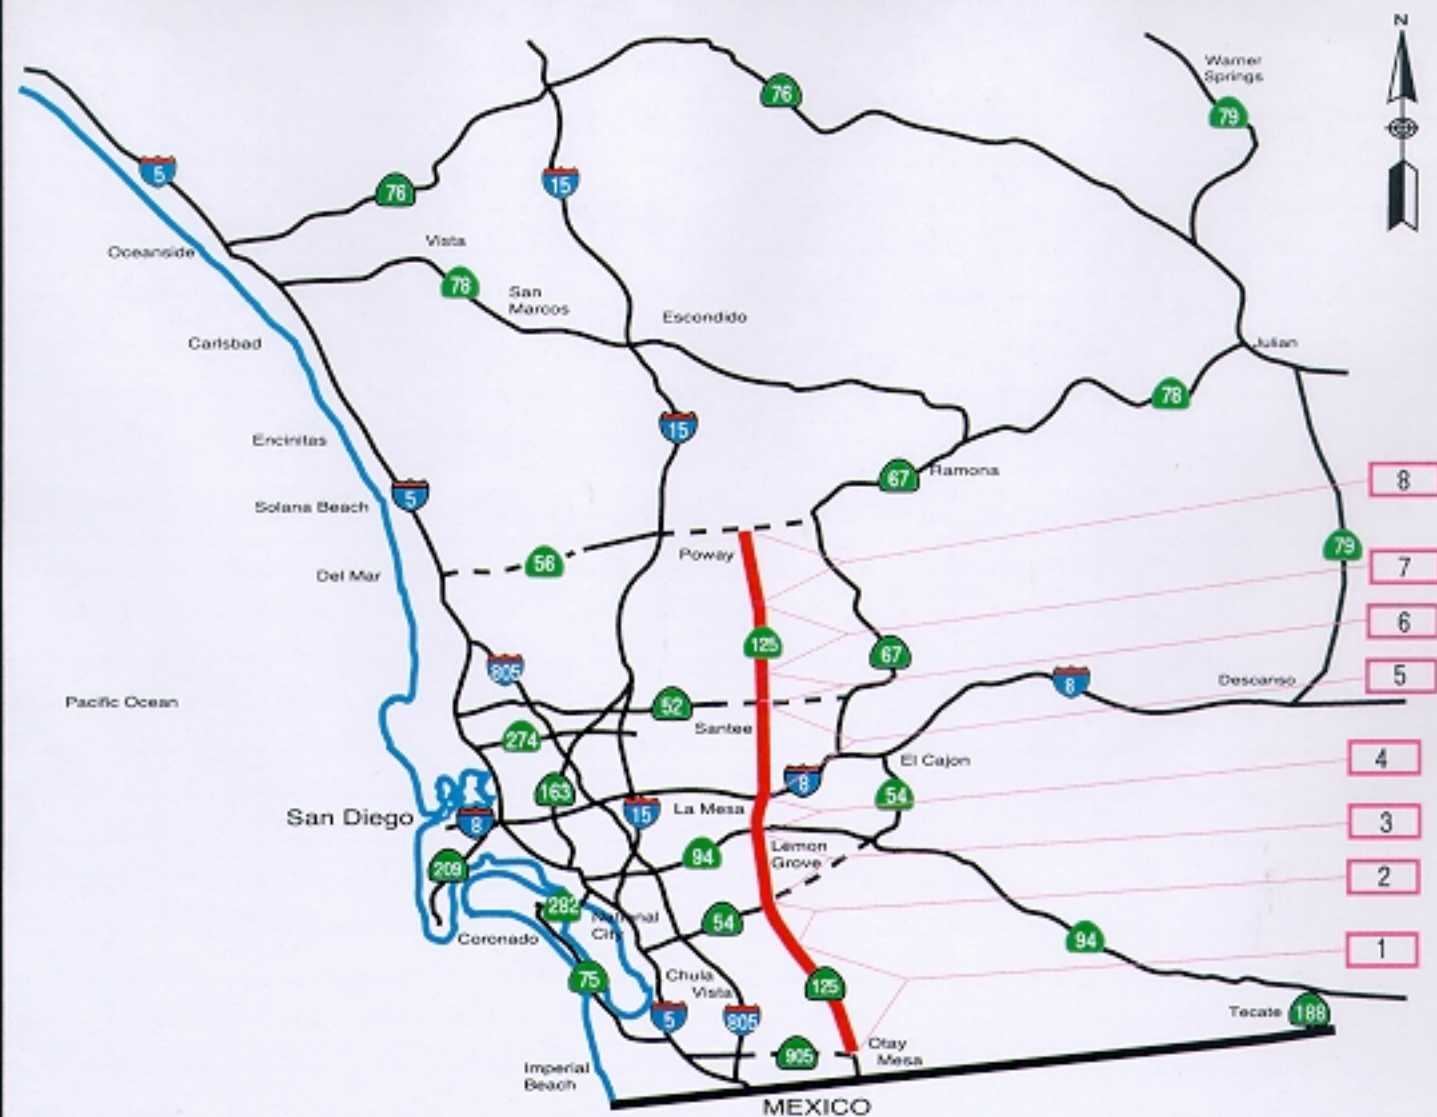 N
Warner
Springs
76
79
5
15
76
Oceanside
Vista
78
San
Marcos
Escondido
Carlsbad
Julian
78
15
Encinitas
Ramona
67
8
5
Solana Beach
Poway
56
79
Del Mar
7
6
125
67
805
5
8
Descanso
Pacific Ocean
52
Santee
274
El Cajon
4
8
163
54
San Diego
8
15
La Mesa
3
94
Lemon
Grove
209
2
282
National
City
54
Coronado
94
1
75
Chula
Vista
125
5
805
Tecate
188
905
Otay
Mesa
Imperial
Beach
MEXICO